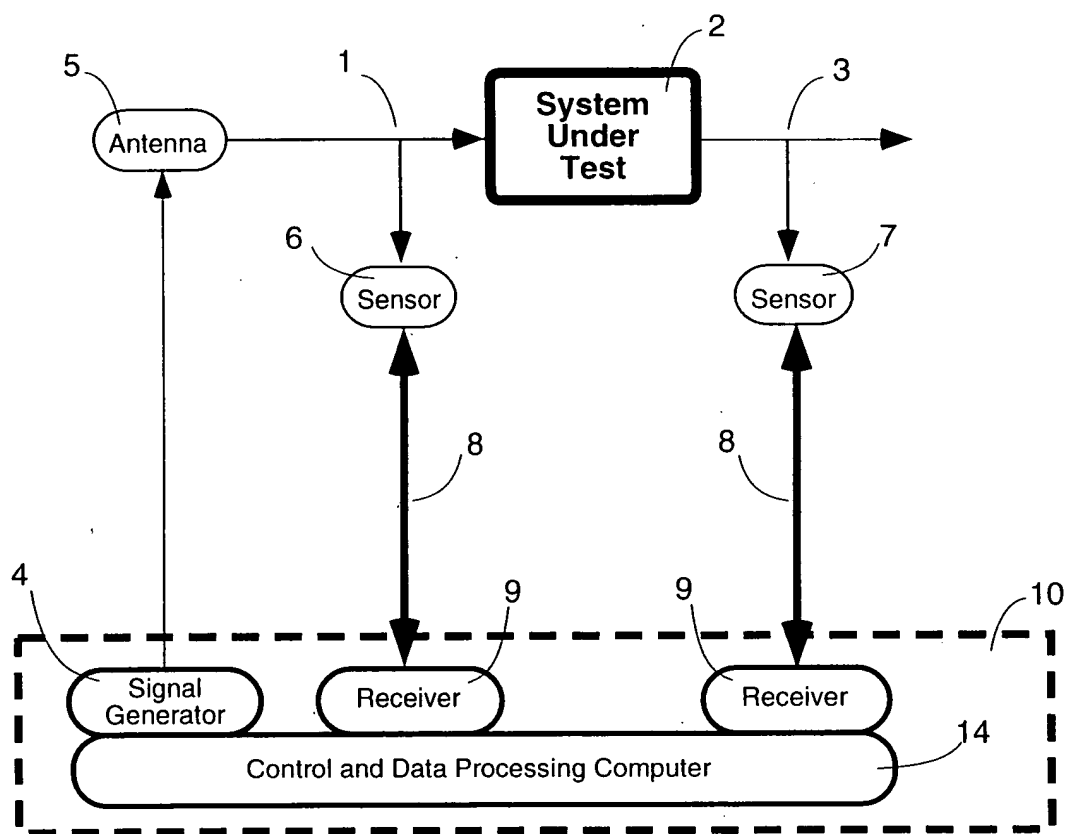 5
1
2
3
Antenna
System
Under
Test
6
7
Sensor
Sensor
8
8
4
9
9
10
Signal
Generator
Receiver
Receiver
14
Control and Data Processing Computer